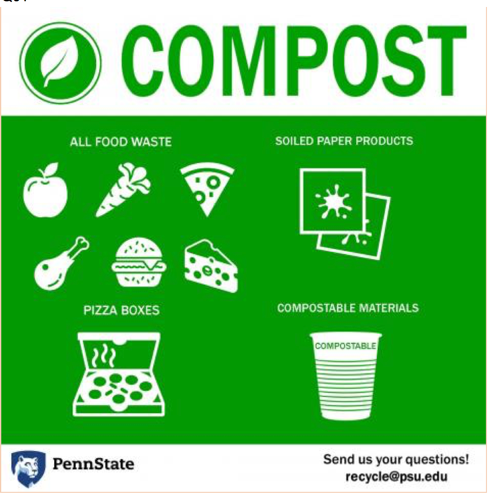 COMPOST
ALL FOOD WASTE
SOILED PAPER PRODUCTS
PIZZA BOXES
COMPOSTABLE MATERIALS
COMPOSTABLE
PennState
Send us your questions!
recycle@psu.edu